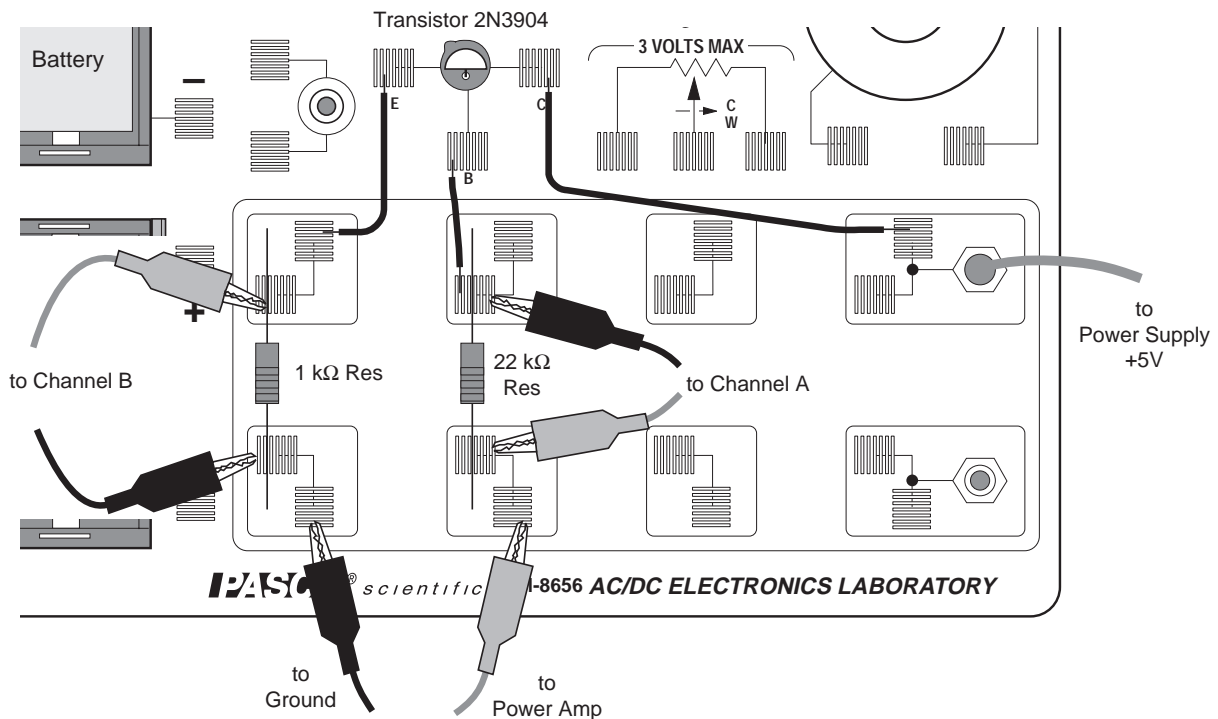 Transistor 2N3904
Battery
–
3 VOLTS MAX
E
C
C
W
B
+
1 kΩ Res
22 kΩ
Res
to Channel B
to Channel A
to
Power Supply
+5V
® scientific -8656 AC/DC ELECTRONICS LABORATORY
to
Ground
to
Power Amp